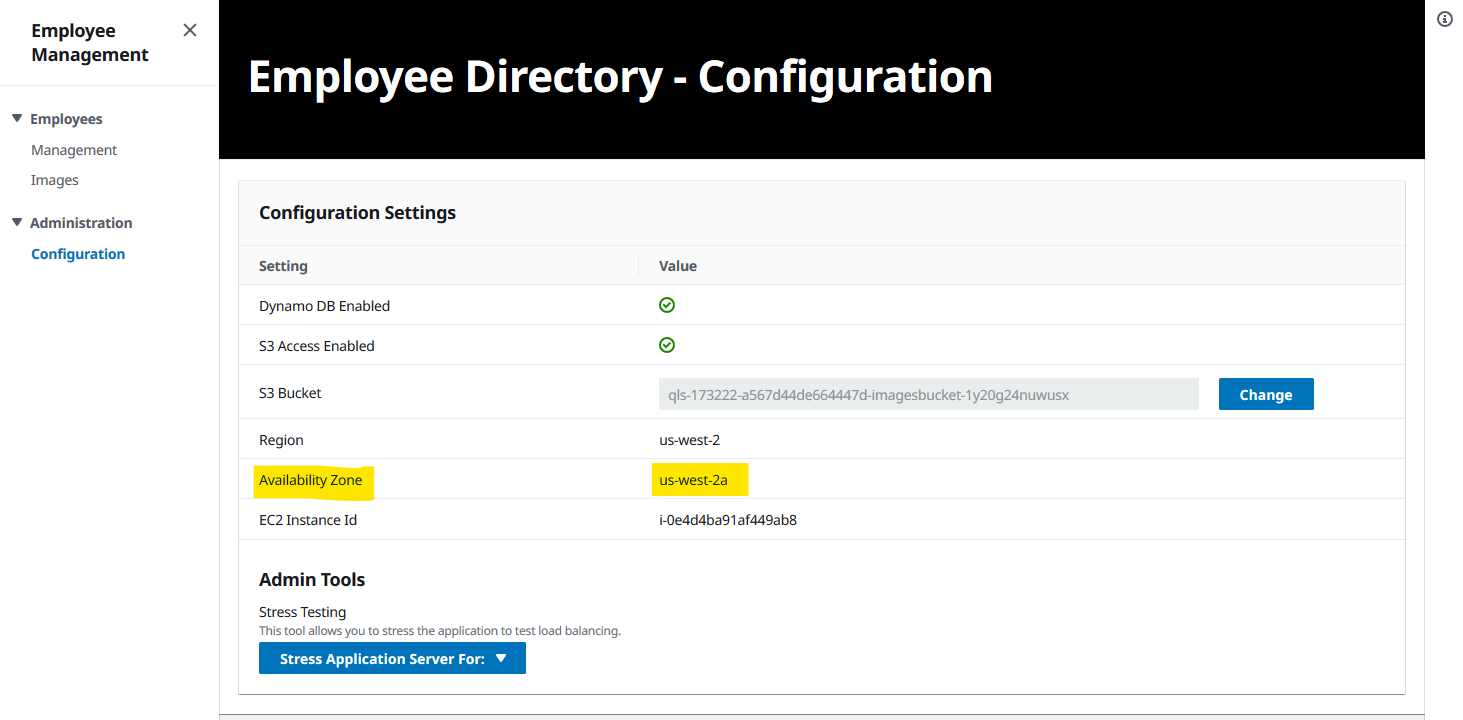 Employee
Management
Employees
Management
Images
Administration
Configuration
Employee Directory - Configuration
Configuration Settings
Setting Value
Dynamo DB Enabled
S3 Access Enabled
S3 Bucket qls-173222-a567d44de664447d-imagesbucket-1y20g24nuwusx Change
Region us-west-2
Availability Zone us-west-2a
EC2 Instance Id i-0e4d4ba91af449ab8
Admin Tools
Stress Testing
This tool allows you to stress the application to test load balancing.
Stress Application Server For: